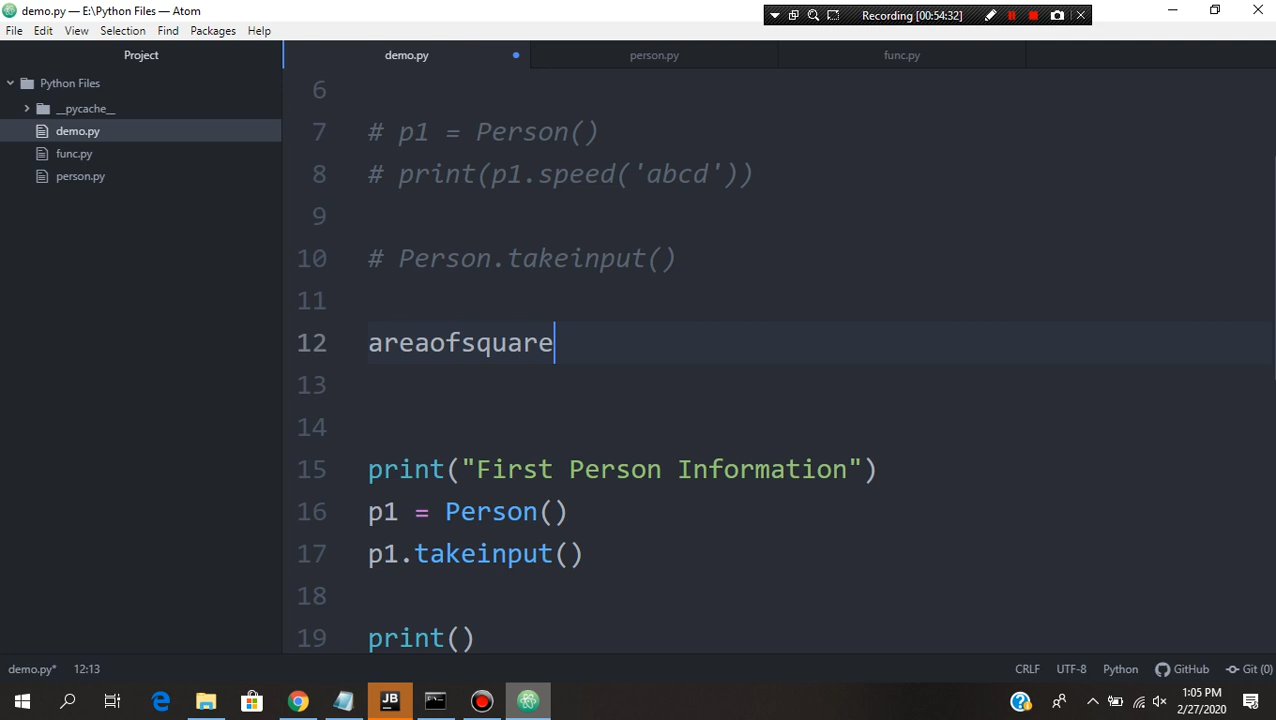 demo.py — E:\Python Files — Atom
Recording [00:54:32]
File Edit View Selection Find Packages Help
Project
demo.py
person.py
func.py
Python Files
__pycache__
demo.py
func.py
person.py
6
7 # p1 = Person()
8 # print(p1.speed('abcd'))
9
10 # Person.takeinput()
11
12 areaofsquare
13
14
15 print("First Person Information")
16 p1 = Person()
17 p1.takeinput()
18
19 print()
demo.py* 12:13
CRLF UTF-8 Python GitHub Git (0)
JB
1:05 PM
2/27/2020